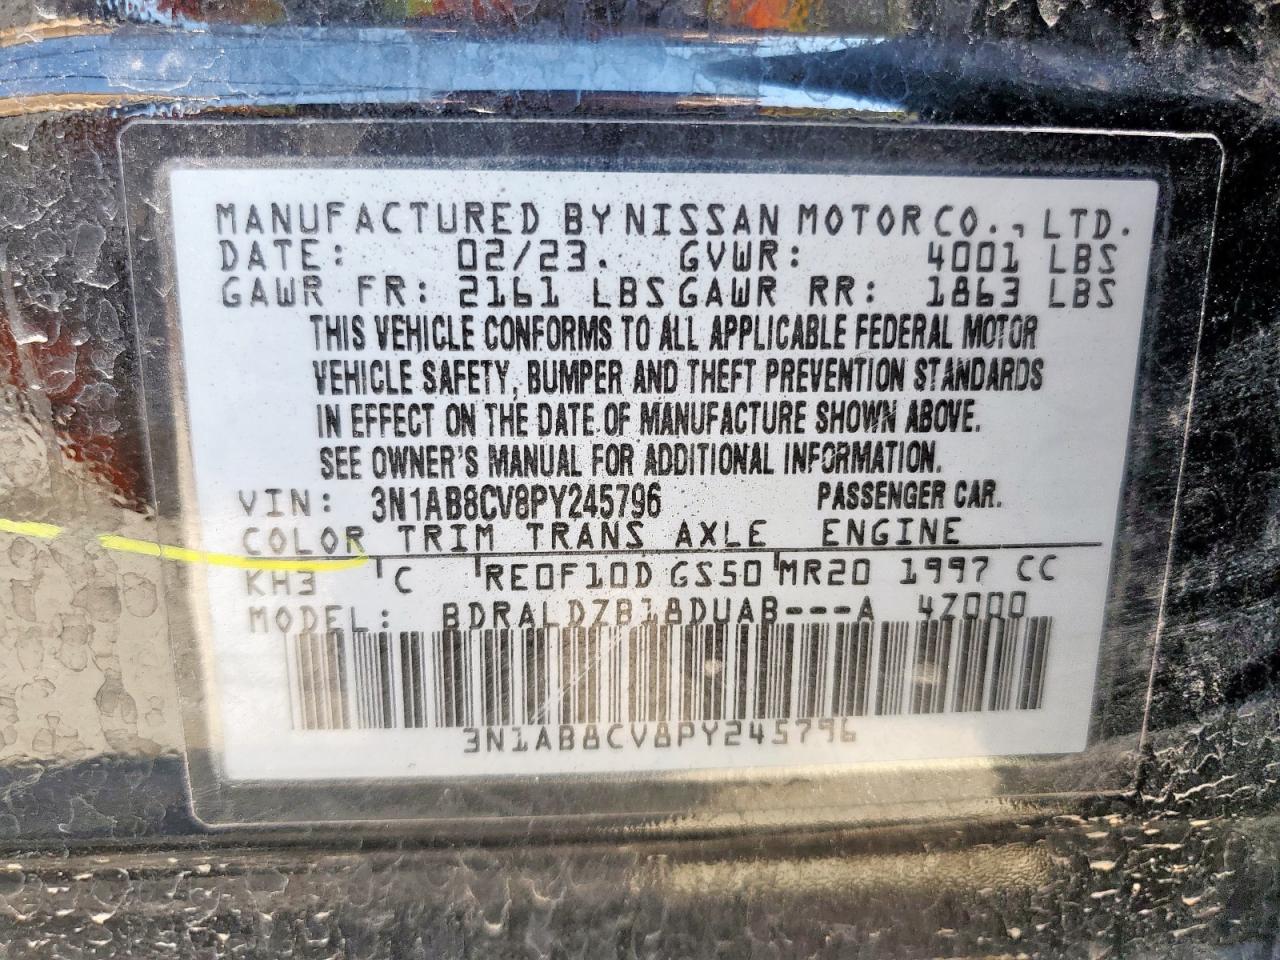 MANUFACTURED BY NISSAN MOTOR CO., LTD.
DATE: 02/23. GVWR: 4001 LBS
GAWR FR: 2161 LBS GAWR RR: 1863 LBS
THIS VEHICLE CONFORMS TO ALL APPLICABLE FEDERAL MOTOR
VEHICLE SAFETY, BUMPER AND THEFT PREVENTION STANDARDS
IN EFFECT ON THE DATE OF MANUFACTURE SHOWN ABOVE.
SEE OWNER'S MANUAL FOR ADDITIONAL INFORMATION.
VIN: 3N1AB8CV8PY245796 PASSENGER CAR.
COLOR TRIM TRANS AXLE ENGINE
KH3 C RE0F10D GS50 MR20 1997 CC
MODEL: BDRALDZB18DUAB---A 4Z000
3N1AB8CV8PY245796